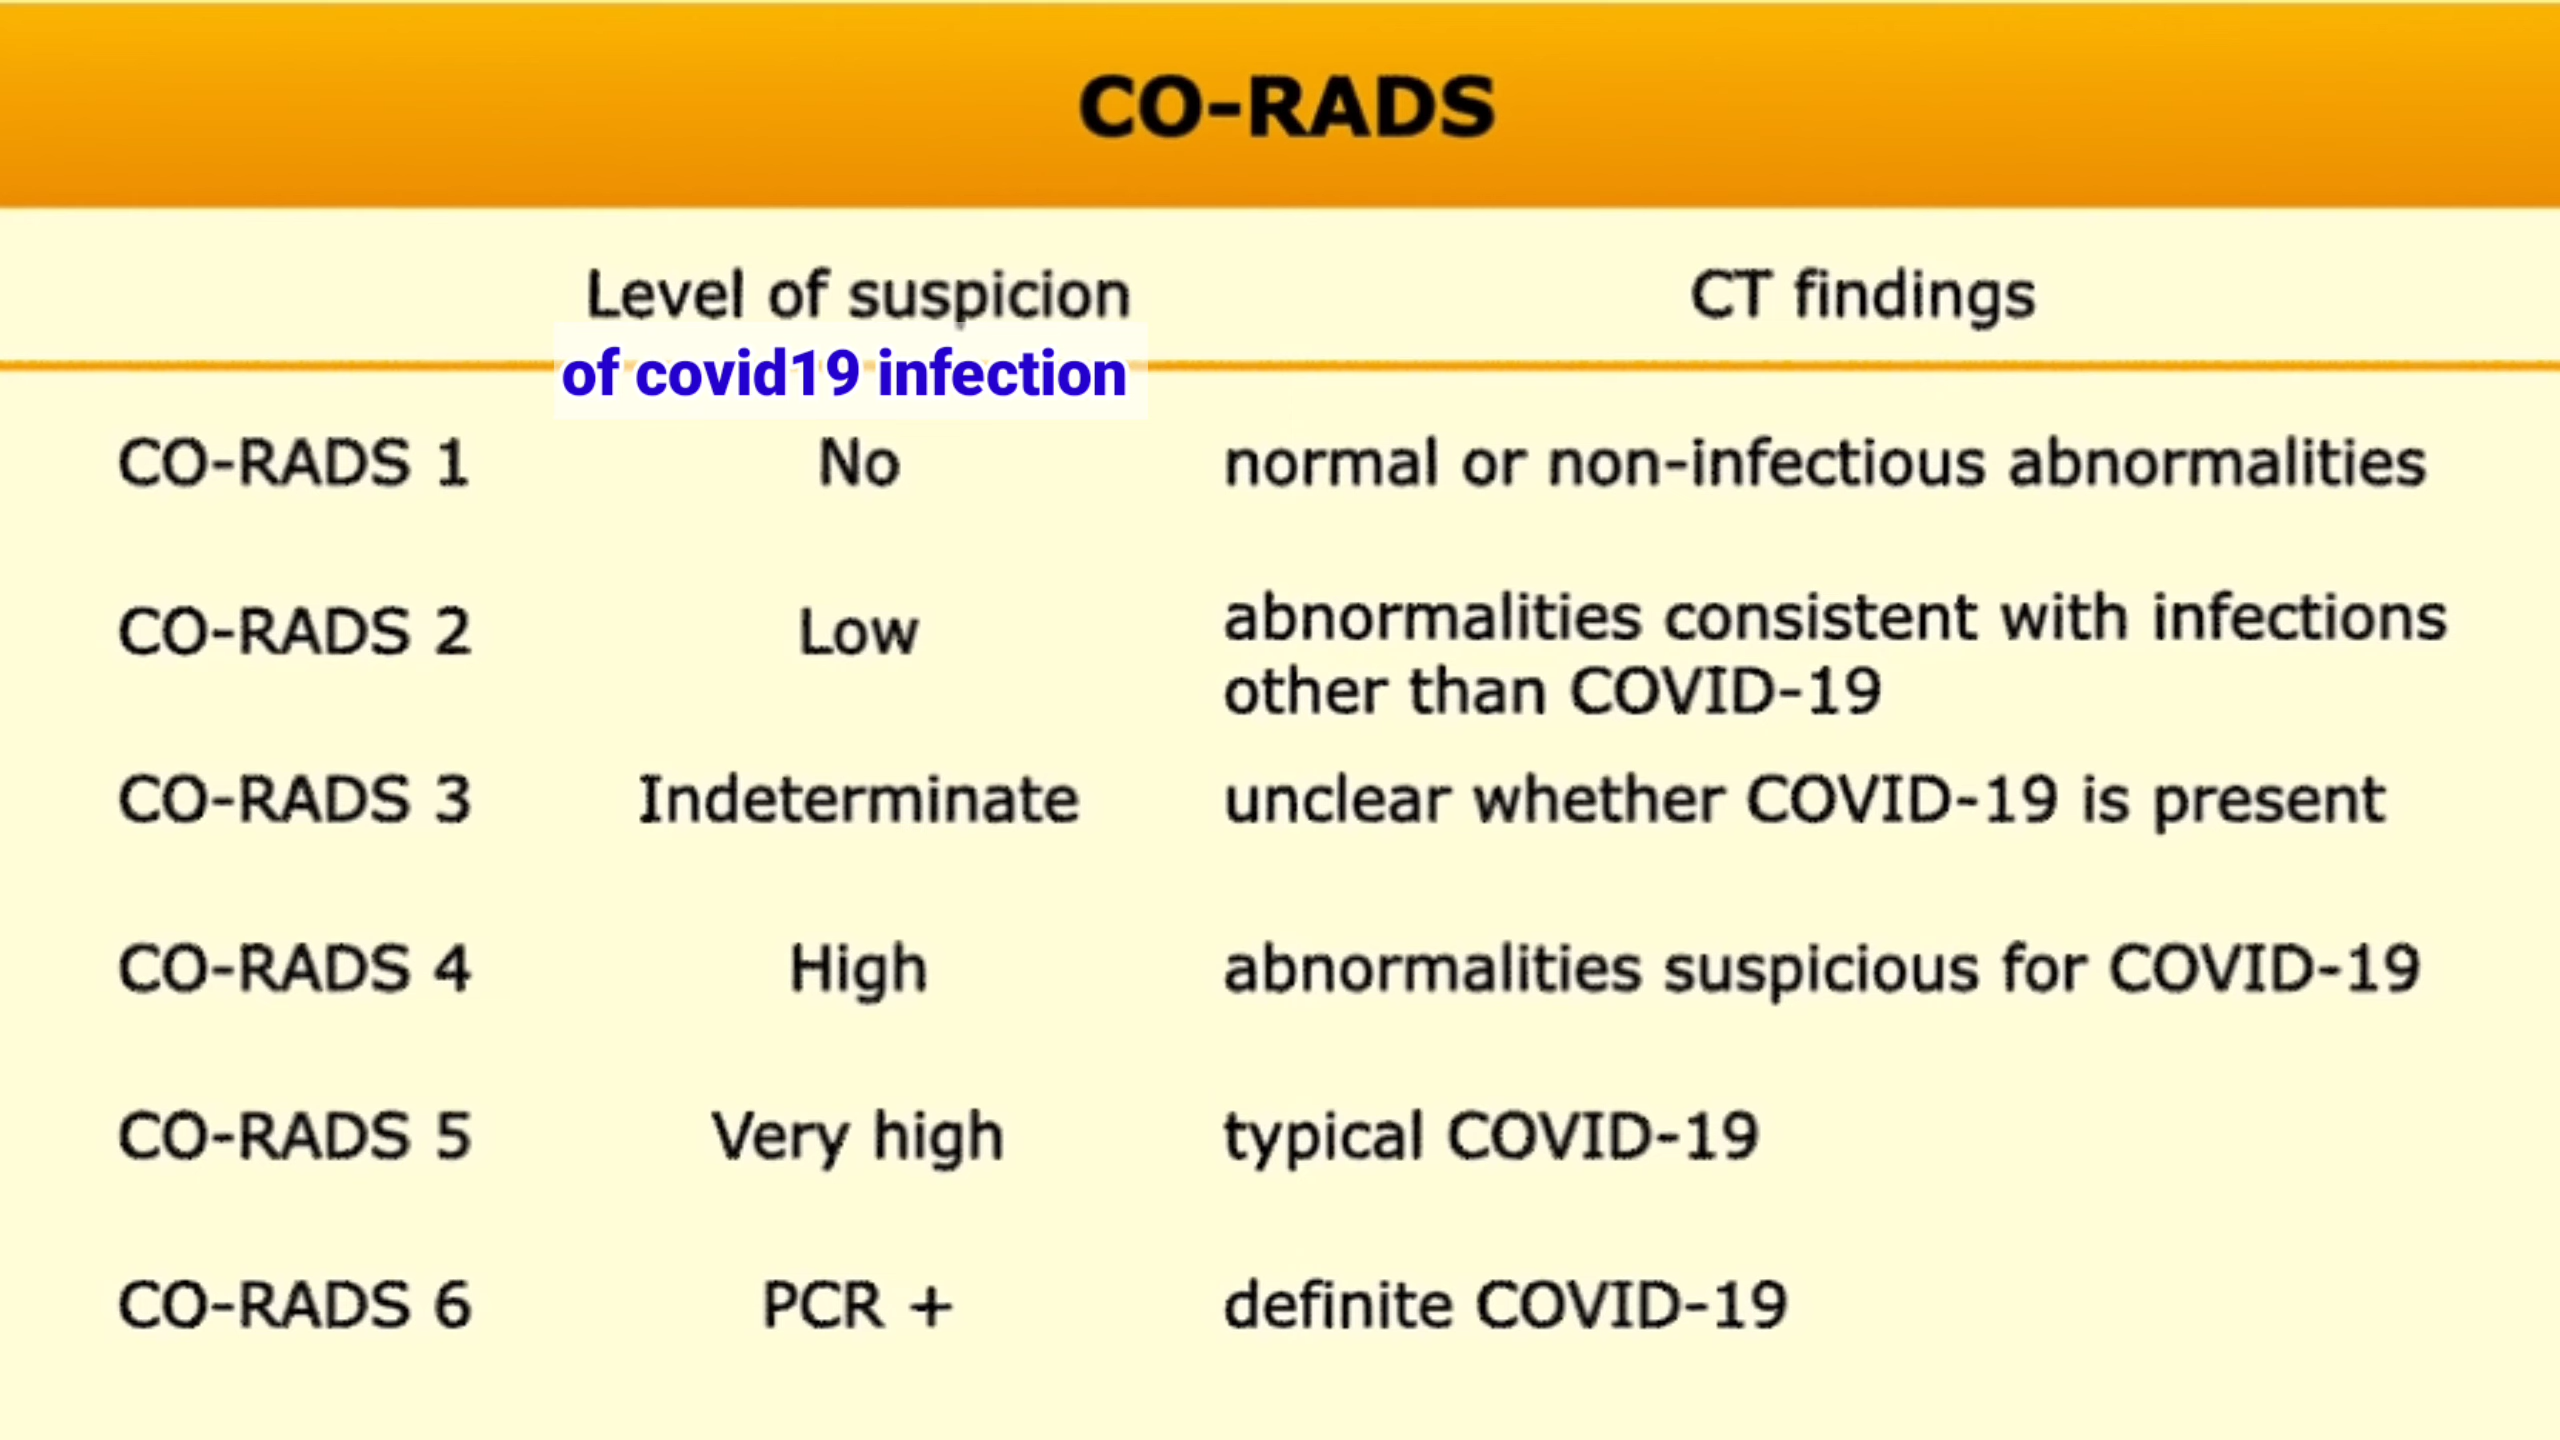 CO-RADS
Level of suspicion CT findings
of covid19 infection
CO-RADS 1 No normal or non-infectious abnormalities
CO-RADS 2 Low abnormalities consistent with infections
other than COVID-19
CO-RADS 3 Indeterminate unclear whether COVID-19 is present
CO-RADS 4 High abnormalities suspicious for COVID-19
CO-RADS 5 Very high typical COVID-19
CO-RADS 6 PCR + definite COVID-19